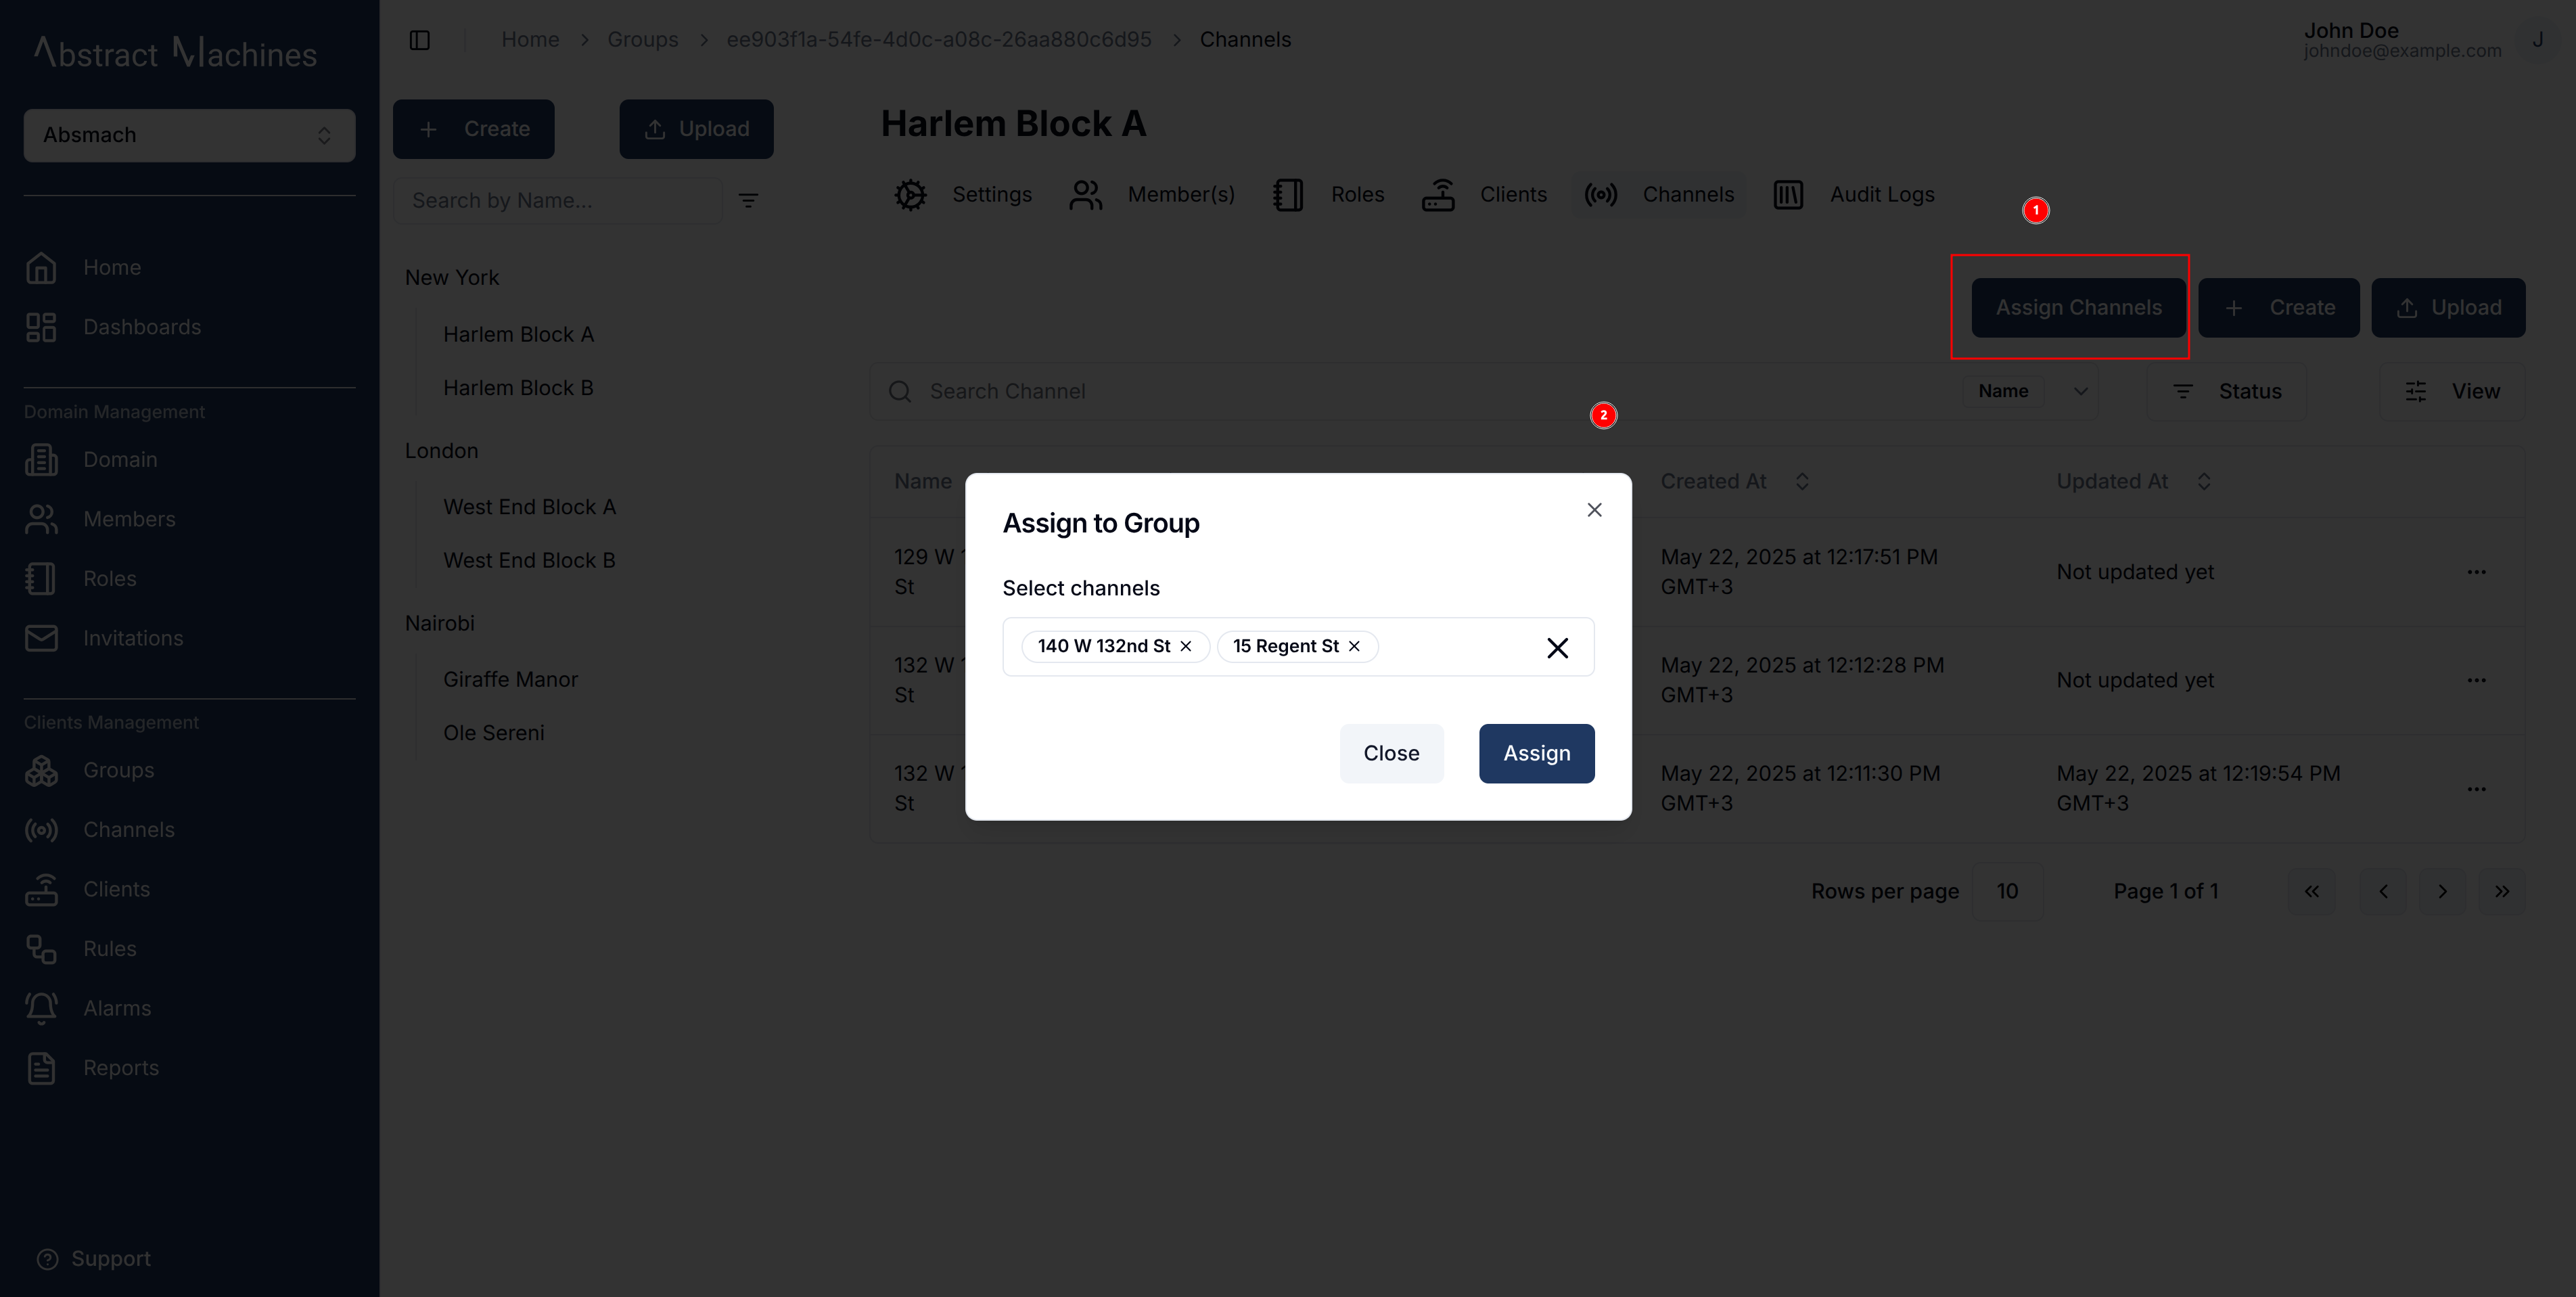 Abstract Machines
Absmach
Home
Dashboards
Domain Management
Domain
Members
Roles
Invitations
Clients Management
Groups
Channels
Clients
Rules
Alarms
Reports
Support
Home > Groups > ee903f1a-54fe-4d0c-a08c-26aa880c6d95 > Channels
John Doe
johndoe@example.com
J
Create
Upload
Search by Name...
New York
Harlem Block A
Harlem Block B
London
West End Block A
West End Block B
Nairobi
Giraffe Manor
Ole Sereni
Harlem Block A
Settings Member(s) Roles Clients Channels Audit Logs
1
Assign Channels Create Upload
Search Channel Name Status View
2
Name Created At Updated At
129 W
St
May 22, 2025 at 12:17:51 PM
GMT+3
Not updated yet
132 W
St
May 22, 2025 at 12:12:28 PM
GMT+3
Not updated yet
132 W
St
May 22, 2025 at 12:11:30 PM
GMT+3
May 22, 2025 at 12:19:54 PM
GMT+3
Assign to Group
Select channels
140 W 132nd St 15 Regent St
Close Assign
Rows per page 10 Page 1 of 1